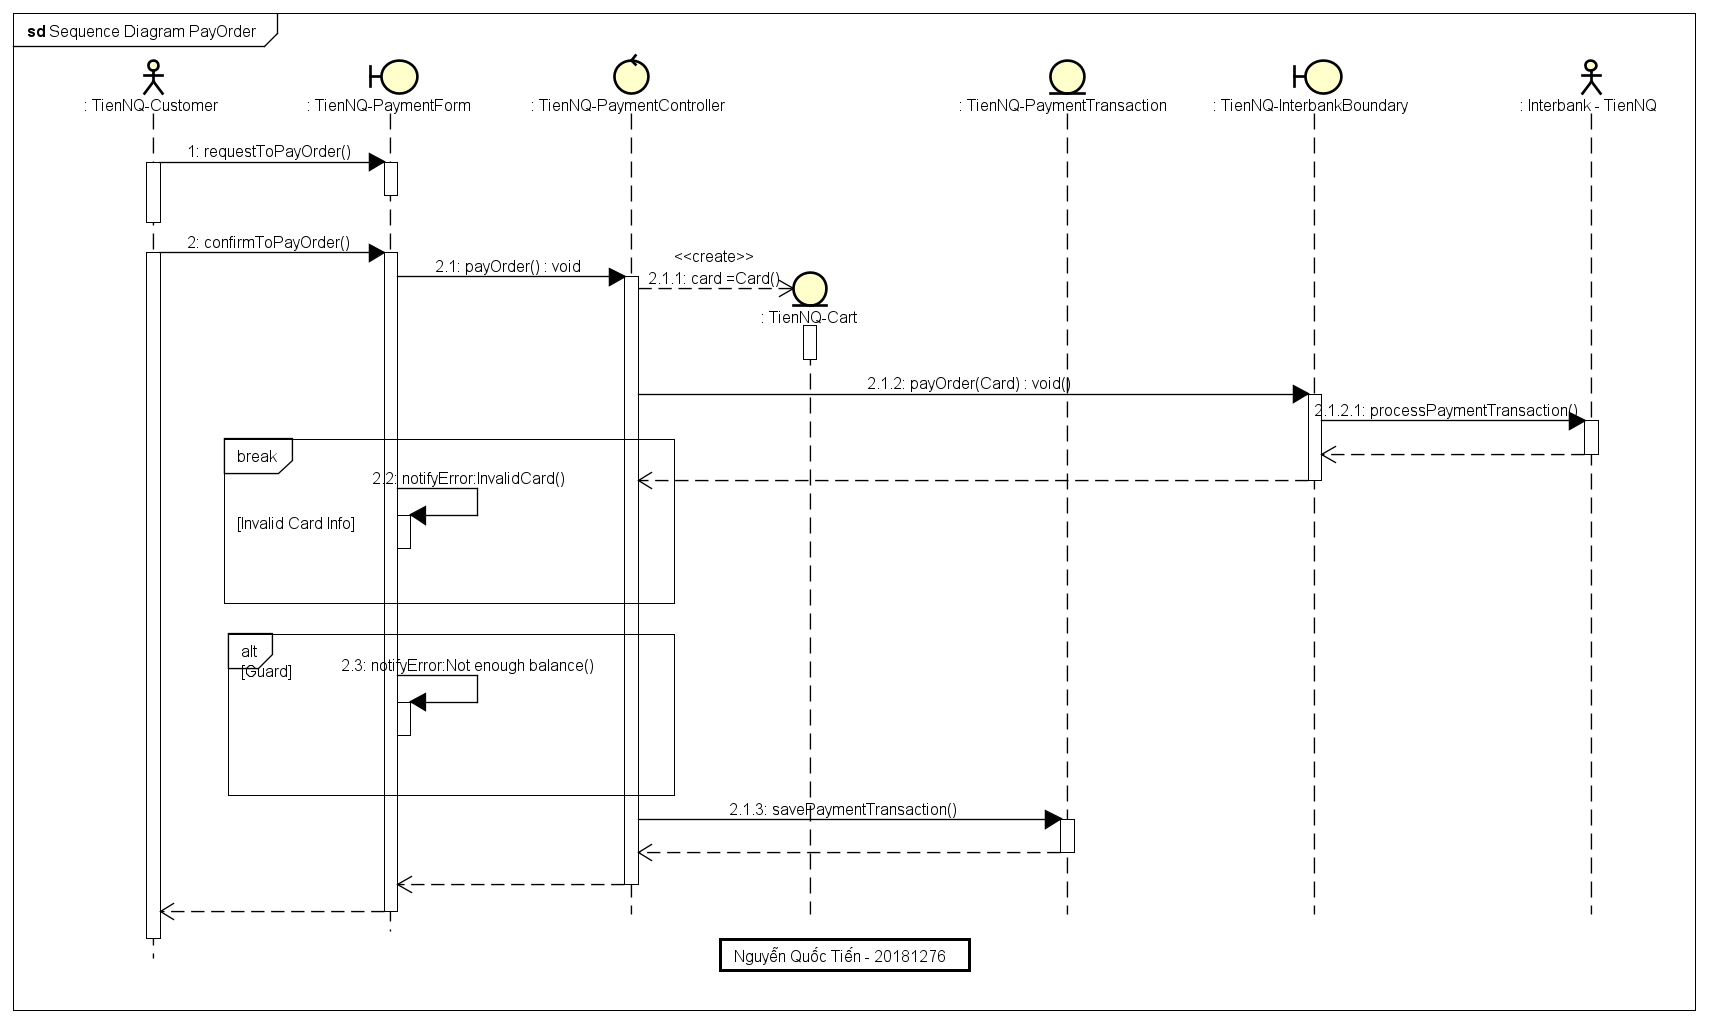 sd Sequence Diagram PayOrder
: TienNQ-Customer
: TienNQ-PaymentForm
: TienNQ-PaymentController
: TienNQ-PaymentTransaction
: TienNQ-InterbankBoundary
: Interbank - TienNQ
1: requestToPayOrder()
2: confirmToPayOrder()
2.1: payOrder() : void
<<create>>
2.1.1: card =Card()
: TienNQ-Cart
2.1.2: payOrder(Card) : void()
2.1.2.1: processPaymentTransaction()
break
2.2: notifyError:InvalidCard()
[Invalid Card Info]
alt
[Guard]
2.3: notifyError:Not enough balance()
2.1.3: savePaymentTransaction()
Nguyễn Quốc Tiến - 20181276